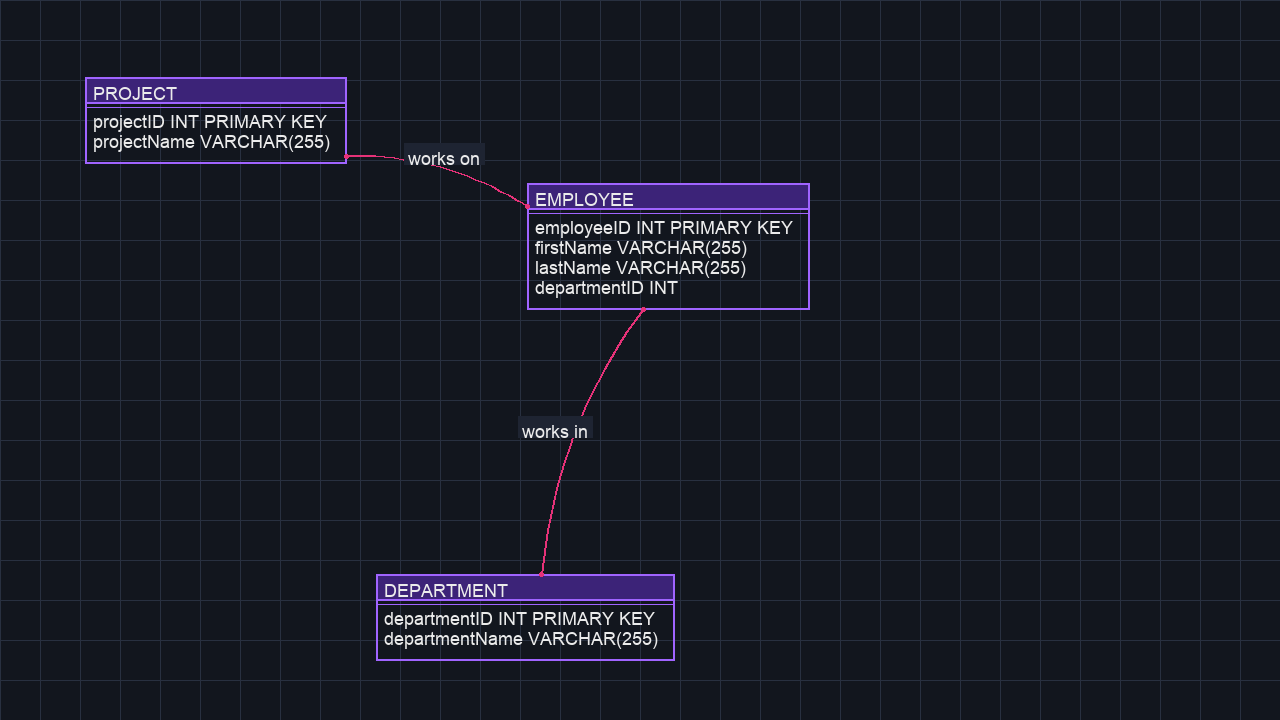 PROJECT
projectID INT PRIMARY KEY
projectName VARCHAR(255)
works on
EMPLOYEE
employeeID INT PRIMARY KEY
firstName VARCHAR(255)
lastName VARCHAR(255)
departmentID INT
works in
DEPARTMENT
departmentID INT PRIMARY KEY
departmentName VARCHAR(255)